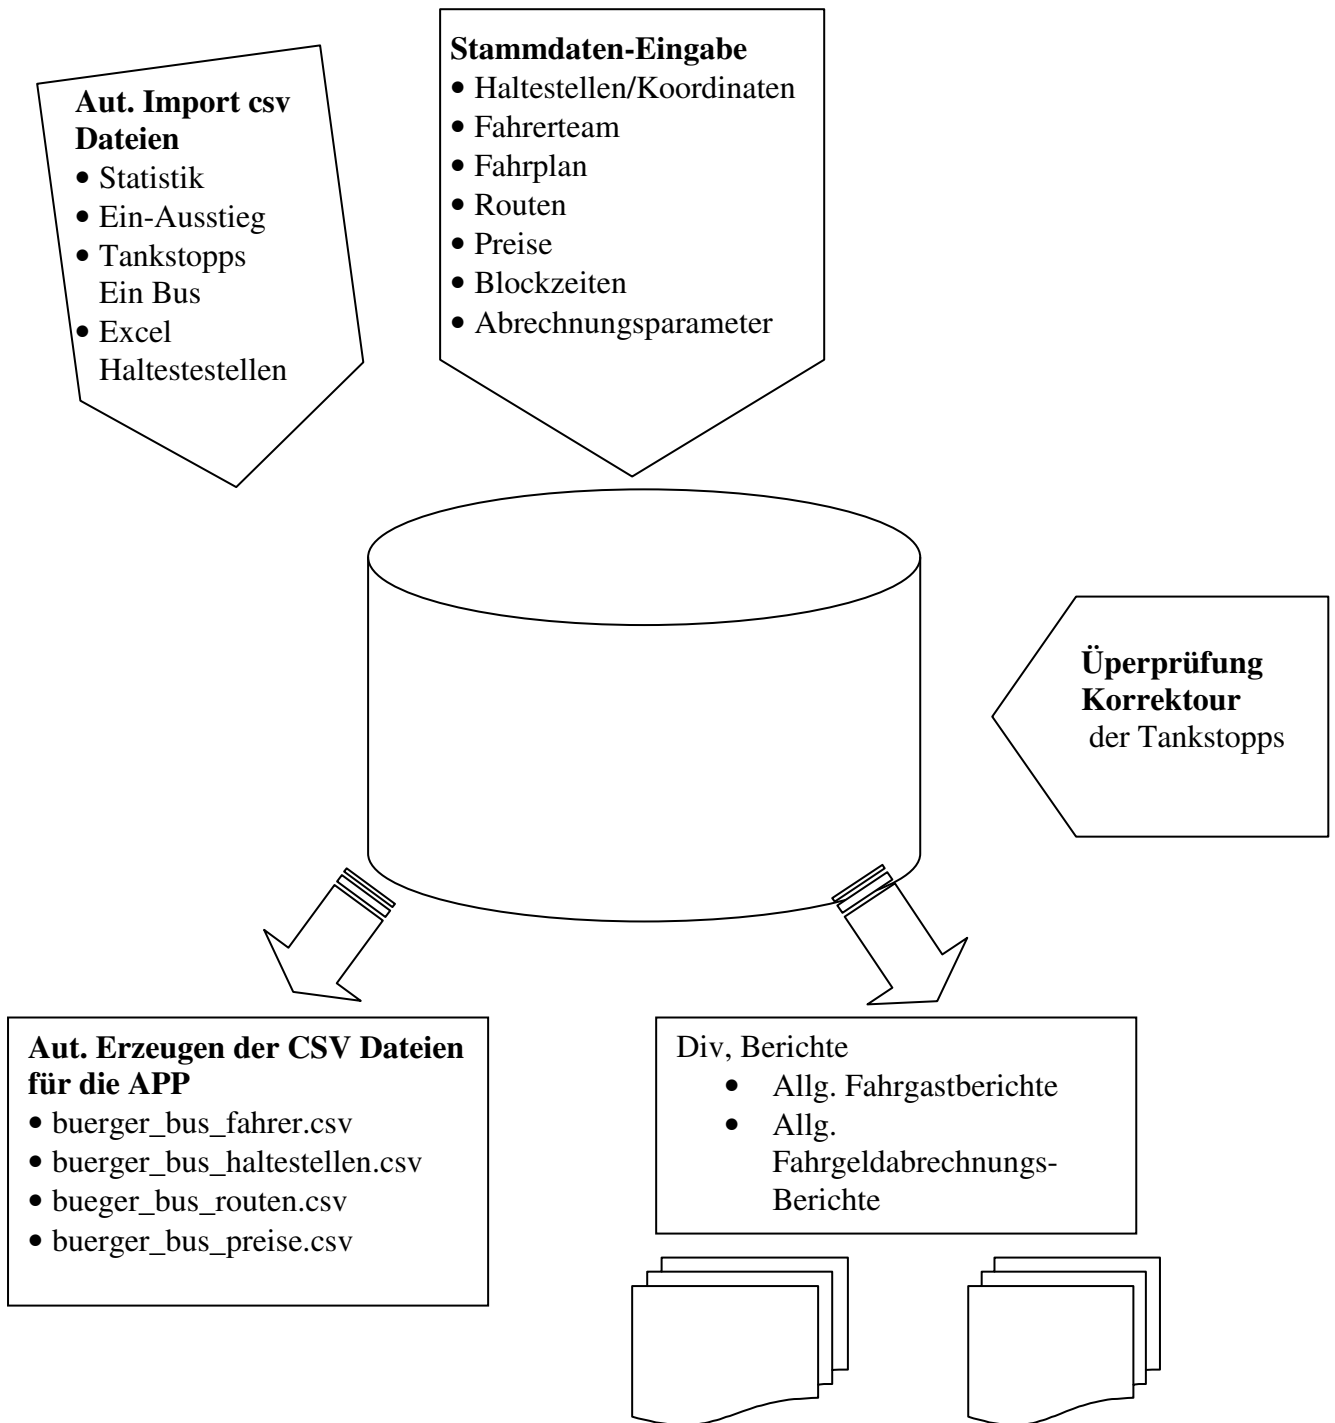 Aut. Import csv
Dateien
• Statistik
• Ein-Ausstieg
• Tankstopps
Ein Bus
• Excel
Haltestestellen
Stammdaten-Eingabe
• Haltestellen/Koordinaten
• Fahrerteam
• Fahrplan
• Routen
• Preise
• Blockzeiten
• Abrechnungsparameter
Üperprüfung
Korrektour
der Tankstopps
Aut. Erzeugen der CSV Dateien
für die APP
• buerger_bus_fahrer.csv
• buerger_bus_haltestellen.csv
• bueger_bus_routen.csv
• buerger_bus_preise.csv
Div, Berichte
• Allg. Fahrgastberichte
• Allg.
Fahrgeldabrechnungs-
Berichte